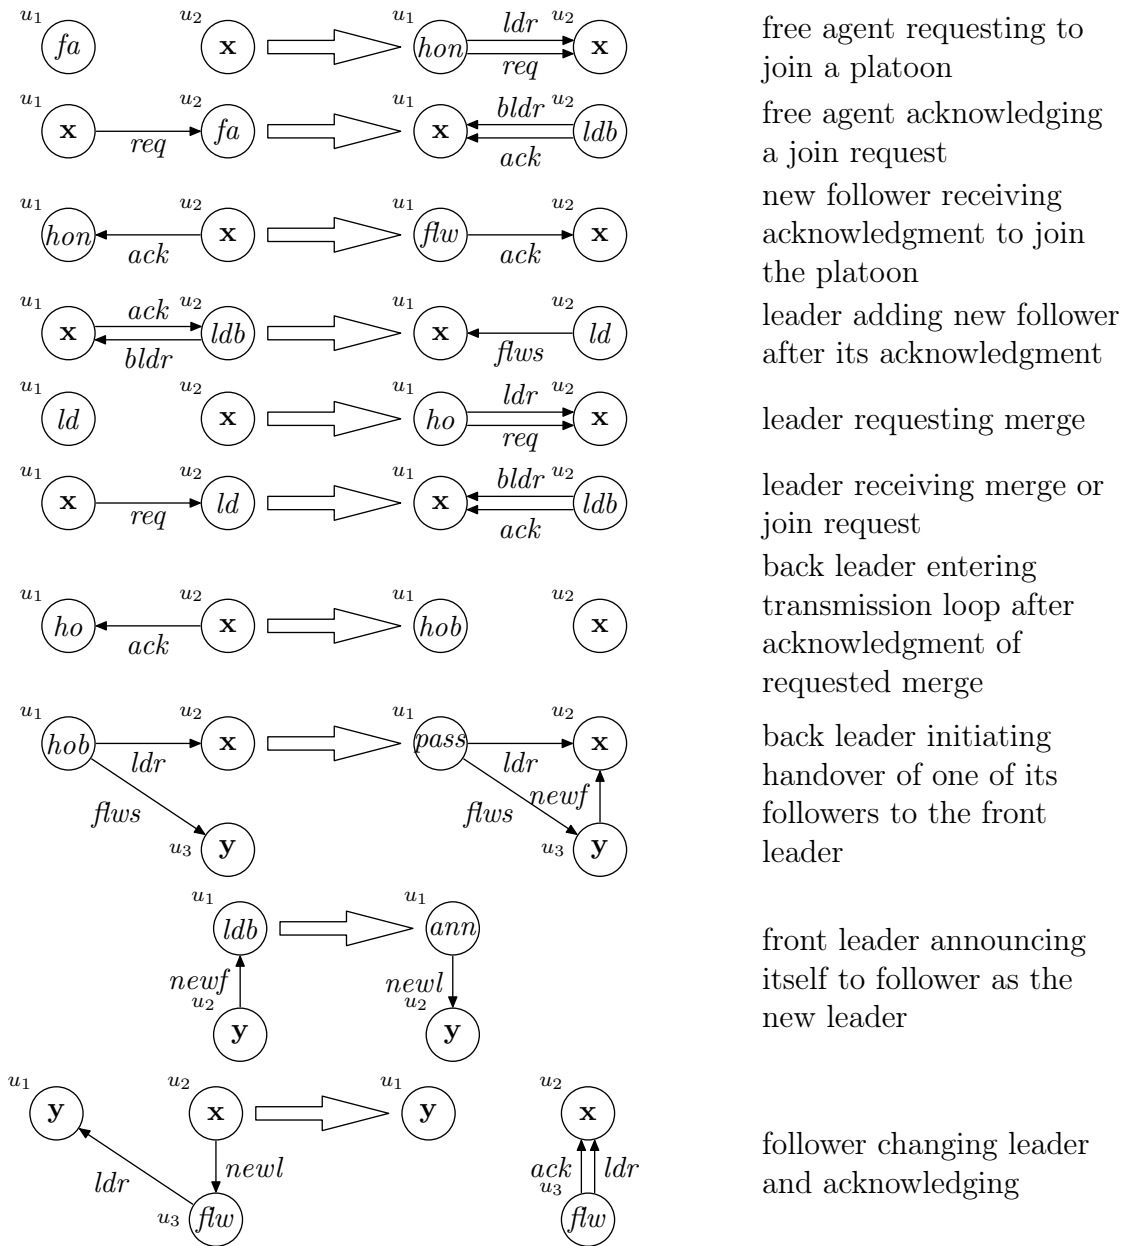 u1 u2 u1 ldr u2
fa x hon x
req
free agent requesting to
join a platoon
u1 u2 u1 bldr u2
x fa x ldb
req ack
free agent acknowledging
a join request
u1 u2 u1 u2
hon x flw x
ack ack
new follower receiving
acknowledgment to join
the platoon
u1 ack u2 u1 u2
x ldb x ld
bldr flws
leader adding new follower
after its acknowledgment
u1 u2 u1 ldr u2
ld x ho x
req
leader requesting merge
u1 u2 u1 bldr u2
x ld x ldb
req ack
leader receiving merge or
join request
u1 u2 u1 u2
ho x hob x
ack
back leader entering
transmission loop after
acknowledgment of
requested merge
u1 u2 u1 u2
hob x pass x
ldr ldr
flws flws newf
u3 y u3 y
back leader initiating
handover of one of its
followers to the front
leader
u1 u1
ldb ann
newf newl
u2 u2
y y
front leader announcing
itself to follower as the
new leader
u1 u2 u1 u2
y x y x
ldr newl ack ldr
u3 flw u3 flw
follower changing leader
and acknowledging